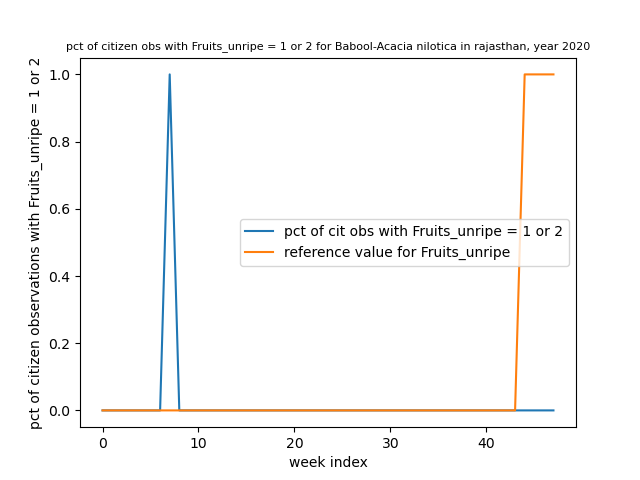 pct of citizen obs with Fruits_unripe = 1 or 2 for Babool-Acacia nilotica in rajasthan, year 2020
pct of citizen observations with Fruits_unripe = 1 or 2
1.0
0.8
0.6
0.4
0.2
0.0
pct of cit obs with Fruits_unripe = 1 or 2
reference value for Fruits_unripe
0 10 20 30 40
week index